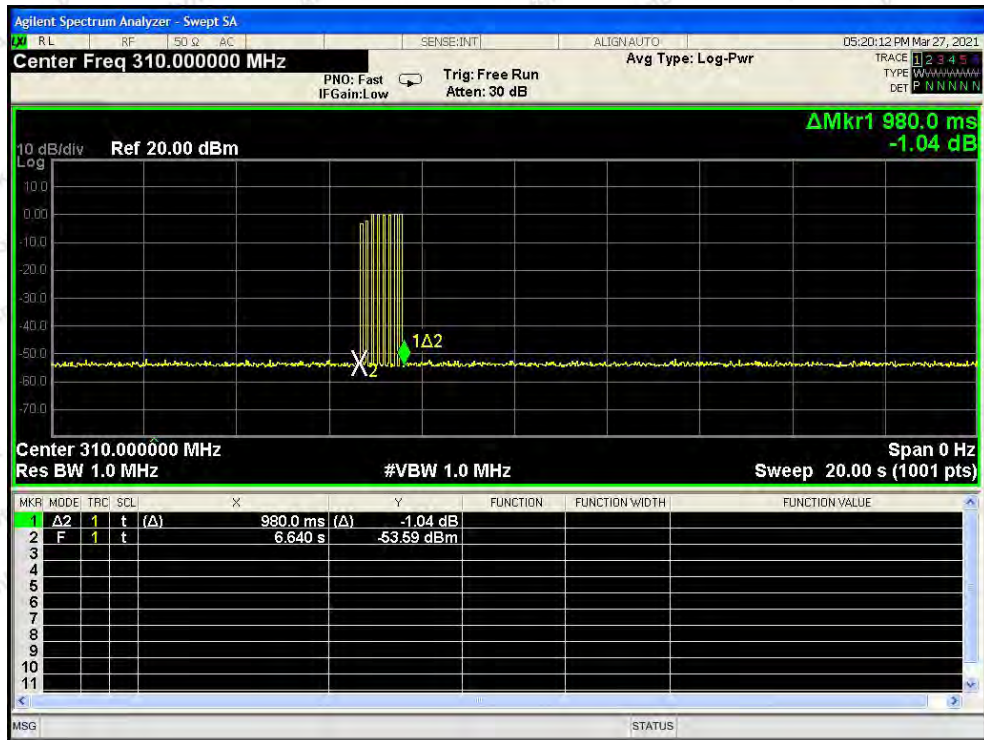 Agilent Spectrum Analyzer - Swept SA
LXI RL RF 50 Ω AC SENSE:INT ALIGN AUTO 05:20:12 PM Mar 27, 2021
Center Freq 310.000000 MHz
PNO: Fast
IFGain:Low
Trig: Free Run
Atten: 30 dB
Avg Type: Log-Pwr
TRACE 1 2 3 4 5 6
TYPE WWWWWWW
DET P N N N N N
ΔMkr1 980.0 ms
-1.04 dB
10 dB/div Ref 20.00 dBm
Log
10.0
0.00
-10.0
-20.0
-30.0
-40.0
-50.0
-60.0
-70.0
1Δ2
2
Center 310.000000 MHz Span 0 Hz
Res BW 1.0 MHz #VBW 1.0 MHz Sweep 20.00 s (1001 pts)
MKR MODE TRC SCL X Y FUNCTION FUNCTION WIDTH FUNCTION VALUE
1 Δ2 1 t (Δ) 980.0 ms (Δ) -1.04 dB
2 F 1 t 6.640 s -53.59 dBm
3
4
5
6
7
8
9
10
11
MSG STATUS